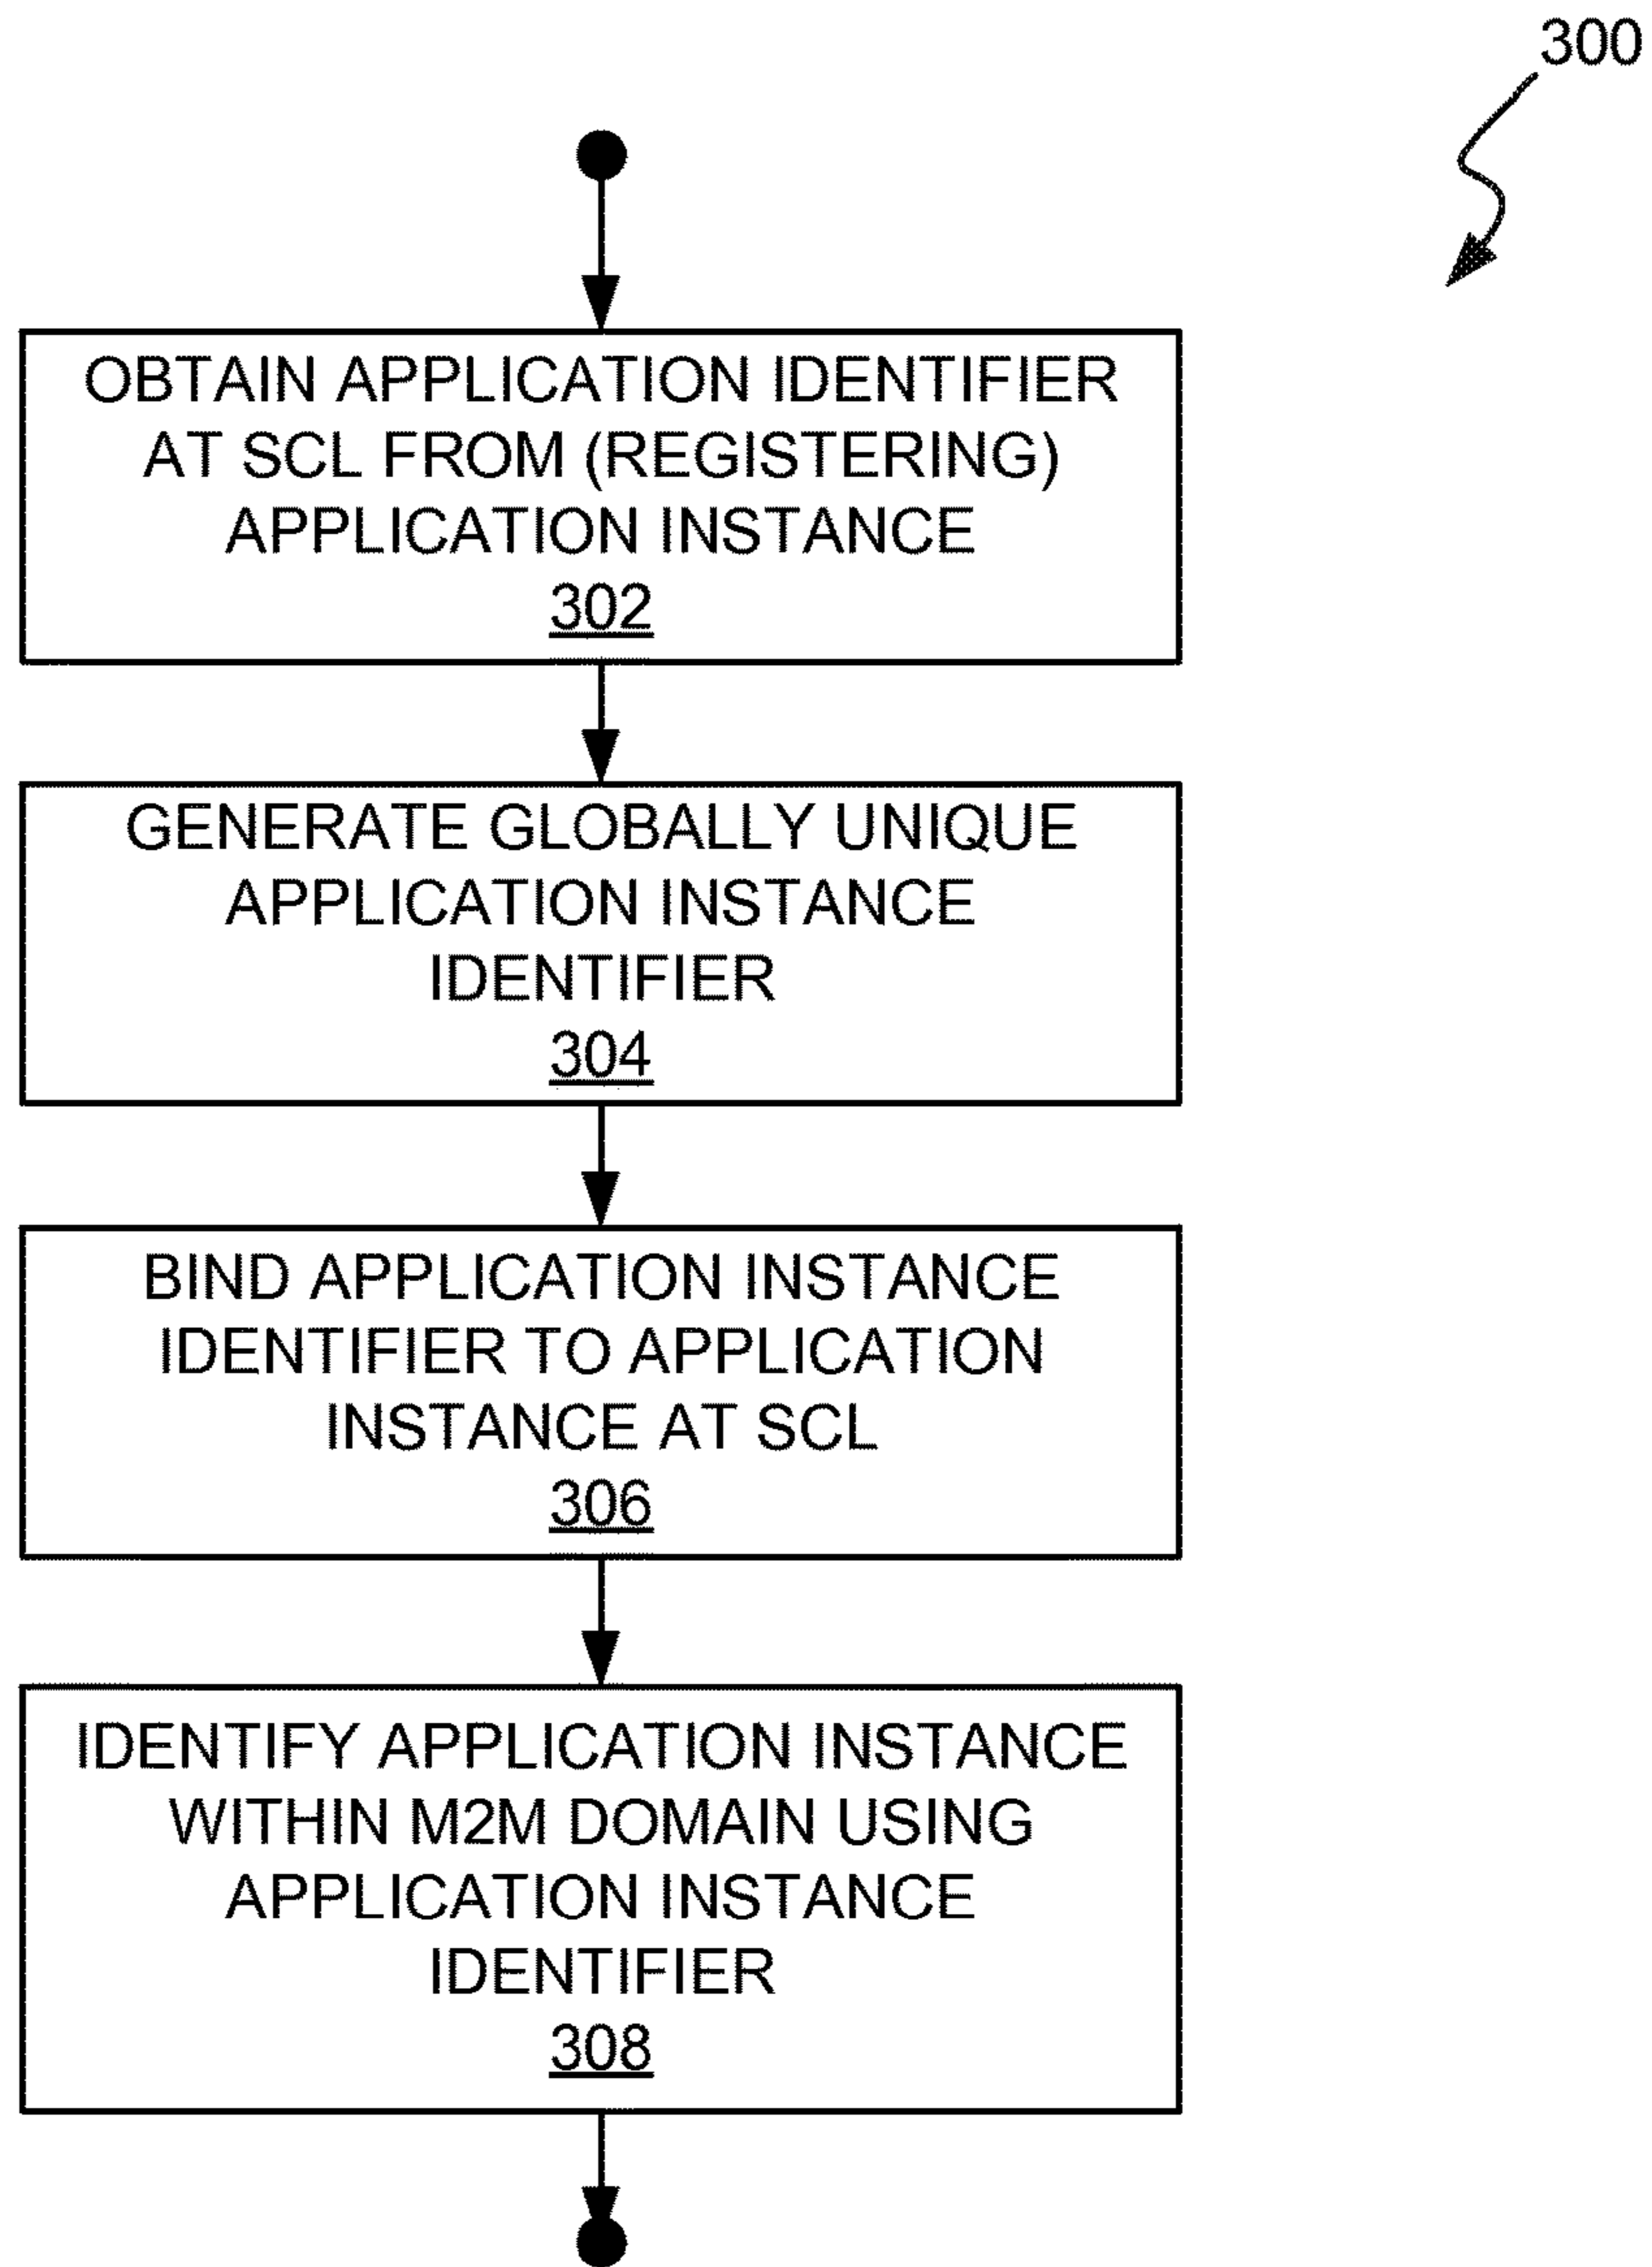 300
OBTAIN APPLICATION IDENTIFIER
AT SCL FROM (REGISTERING)
APPLICATION INSTANCE
302
GENERATE GLOBALLY UNIQUE
APPLICATION INSTANCE
IDENTIFIER
304
BIND APPLICATION INSTANCE
IDENTIFIER TO APPLICATION
INSTANCE AT SCL
306
IDENTIFY APPLICATION INSTANCE
WITHIN M2M DOMAIN USING
APPLICATION INSTANCE
IDENTIFIER
308